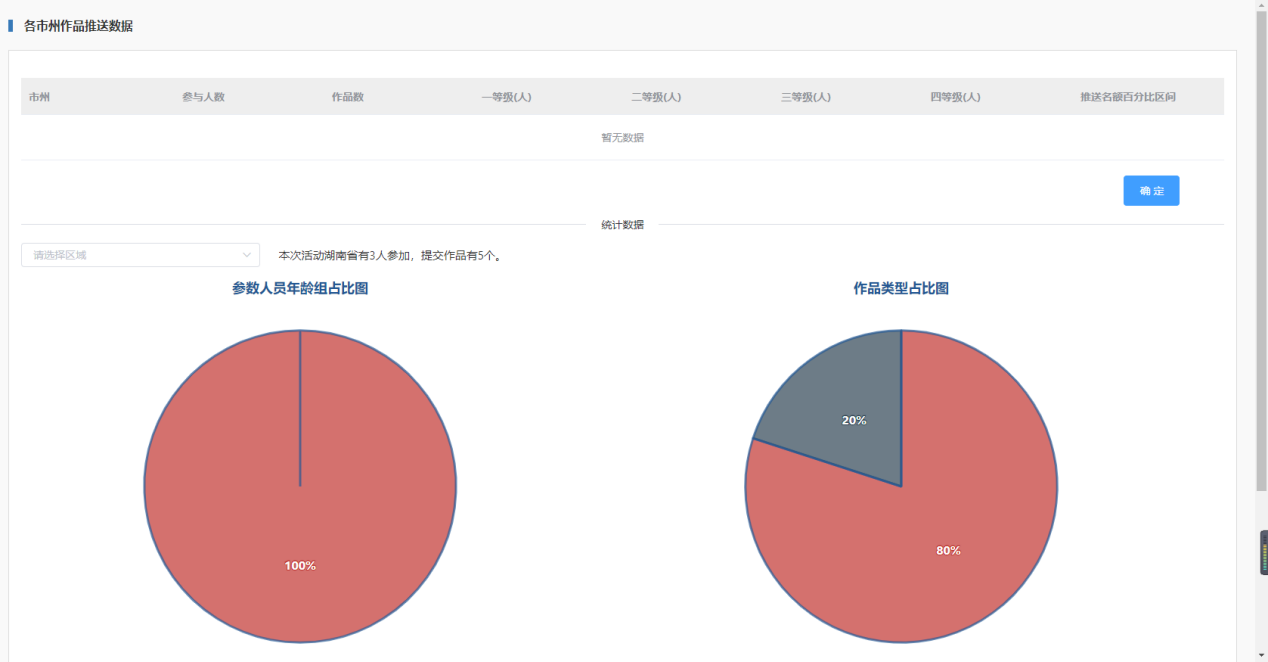 各市州作品推送数据
市州 参与人数 作品数 一等级(人) 二等级(人) 三等级(人) 四等级(人) 推送名额百分比区间
暂无数据
确 定
统计数据
请选择区域 本次活动湖南省有3人参加，提交作品有5个。
参数人员年龄组占比图 作品类型占比图
20%
80%
100%